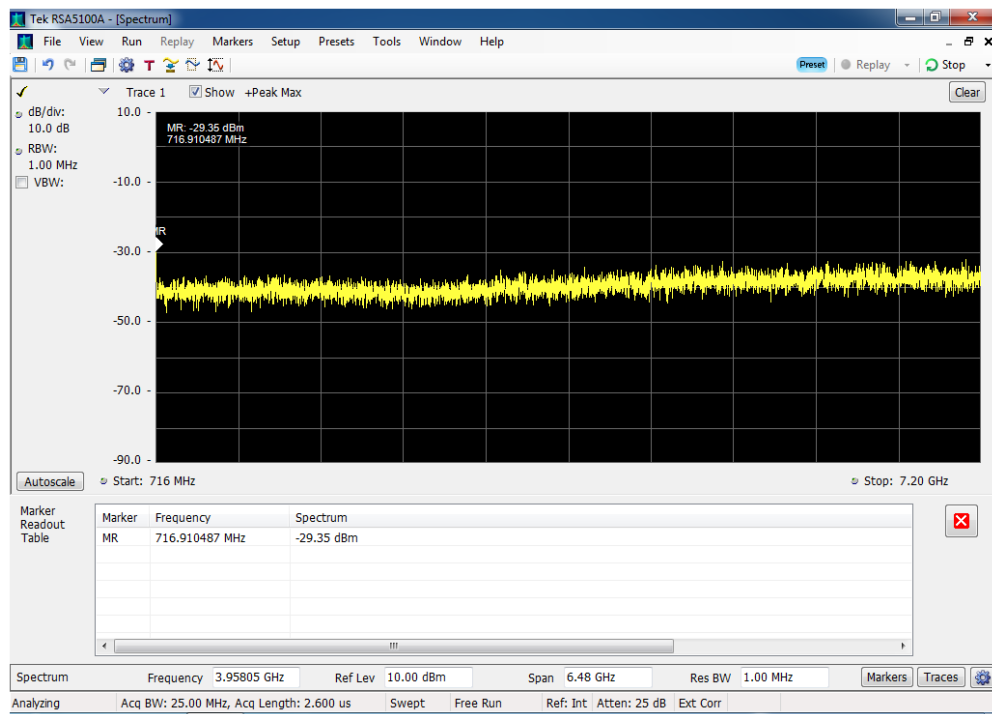 Tek RSA5100A - [Spectrum]
File View Run Replay Markers Setup Presets Tools Window Help
T Preset Replay Stop
Trace 1 Show +Peak Max Clear
dB/div:
10.0 dB
RBW:
1.00 MHz
VBW:
10.0
MR: -29.35 dBm
716.910487 MHz
-10.0
MR
-30.0
-50.0
-70.0
-90.0
Autoscale Start: 716 MHz Stop: 7.20 GHz
Marker
Readout
Table
Marker Frequency Spectrum
MR 716.910487 MHz -29.35 dBm
Spectrum Frequency 3.95805 GHz Ref Lev 10.00 dBm Span 6.48 GHz Res BW 1.00 MHz Markers Traces
Analyzing Acq BW: 25.00 MHz, Acq Length: 2.600 us Swept Free Run Ref: Int Atten: 25 dB Ext Corr